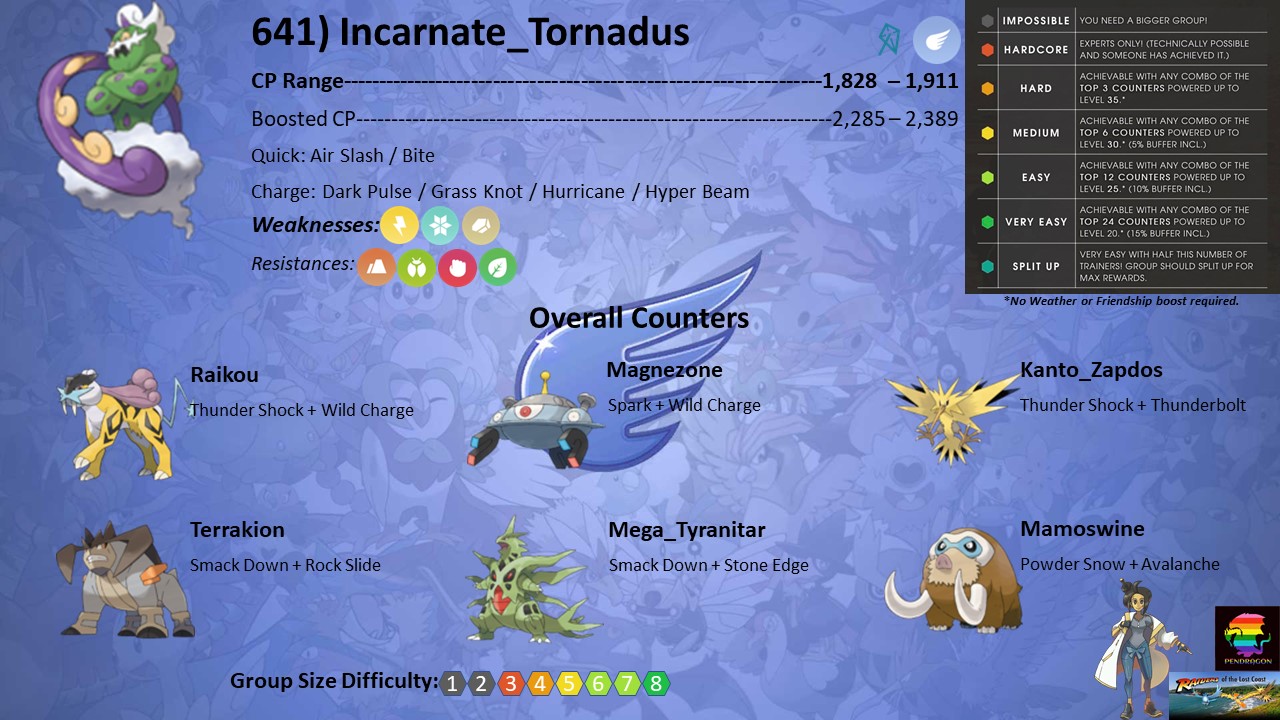 641) Incarnate_Tornadus
CP Range--------------------------------------------------------------------1,828 – 1,911
Boosted CP--------------------------------------------------------------------2,285 – 2,389
Quick: Air Slash / Bite
Charge: Dark Pulse / Grass Knot / Hurricane / Hyper Beam
Weaknesses:
Resistances:
IMPOSSIBLE YOU NEED A BIGGER GROUP!
HARDCORE EXPERTS ONLY! (TECHNICALLY POSSIBLE
AND SOMEONE HAS ACHIEVED IT.)
HARD ACHIEVABLE WITH ANY COMBO OF THE
TOP 3 COUNTERS POWERED UP TO
LEVEL 35.*
MEDIUM ACHIEVABLE WITH ANY COMBO OF THE
TOP 6 COUNTERS POWERED UP TO
LEVEL 30.* (5% BUFFER INCL.)
EASY ACHIEVABLE WITH ANY COMBO OF THE
TOP 12 COUNTERS POWERED UP TO
LEVEL 25.* (10% BUFFER INCL.)
VERY EASY ACHIEVABLE WITH ANY COMBO OF THE
TOP 24 COUNTERS POWERED UP TO
LEVEL 20.* (15% BUFFER INCL.)
SPLIT UP VERY EASY WITH HALF THIS NUMBER OF
TRAINERS! GROUP SHOULD SPLIT UP FOR
MAX REWARDS.
*No Weather or Friendship boost required.
Overall Counters
Raikou
Thunder Shock + Wild Charge
Magnezone
Spark + Wild Charge
Kanto_Zapdos
Thunder Shock + Thunderbolt
Terrakion
Smack Down + Rock Slide
Mega_Tyranitar
Smack Down + Stone Edge
Mamoswine
Powder Snow + Avalanche
Group Size Difficulty: 1 2 3 4 5 6 7 8
PENDRAGON
RAIDERS of the Lost Coast